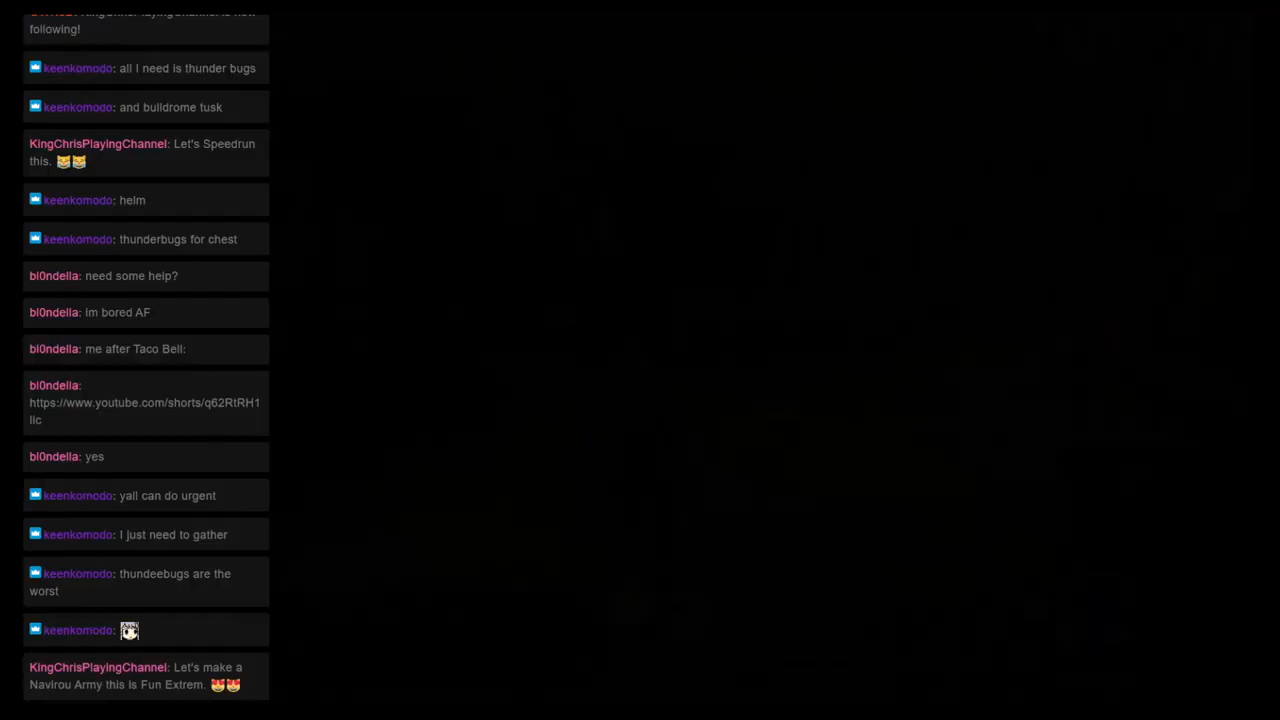 following!
keenkomodo: all I need is thunder bugs
keenkomodo: and bulldrome tusk
KingChrisPlayingChannel: Let's Speedrun
this.
keenkomodo: helm
keenkomodo: thunderbugs for chest
bl0ndella: need some help?
bl0ndella: Im bored AF
bl0ndella: me after Taco Bell:
bl0ndella:
https://www.youtube.com/shorts/q62RtRH1
llc
bl0ndella: yes
keenkomodo: yall can do urgent
keenkomodo: I just need to gather
keenkomodo: thundeebugs are the
worst
keenkomodo:
KingChrisPlayingChannel: Let's make a
Navirou Army this is Fun Extrem.